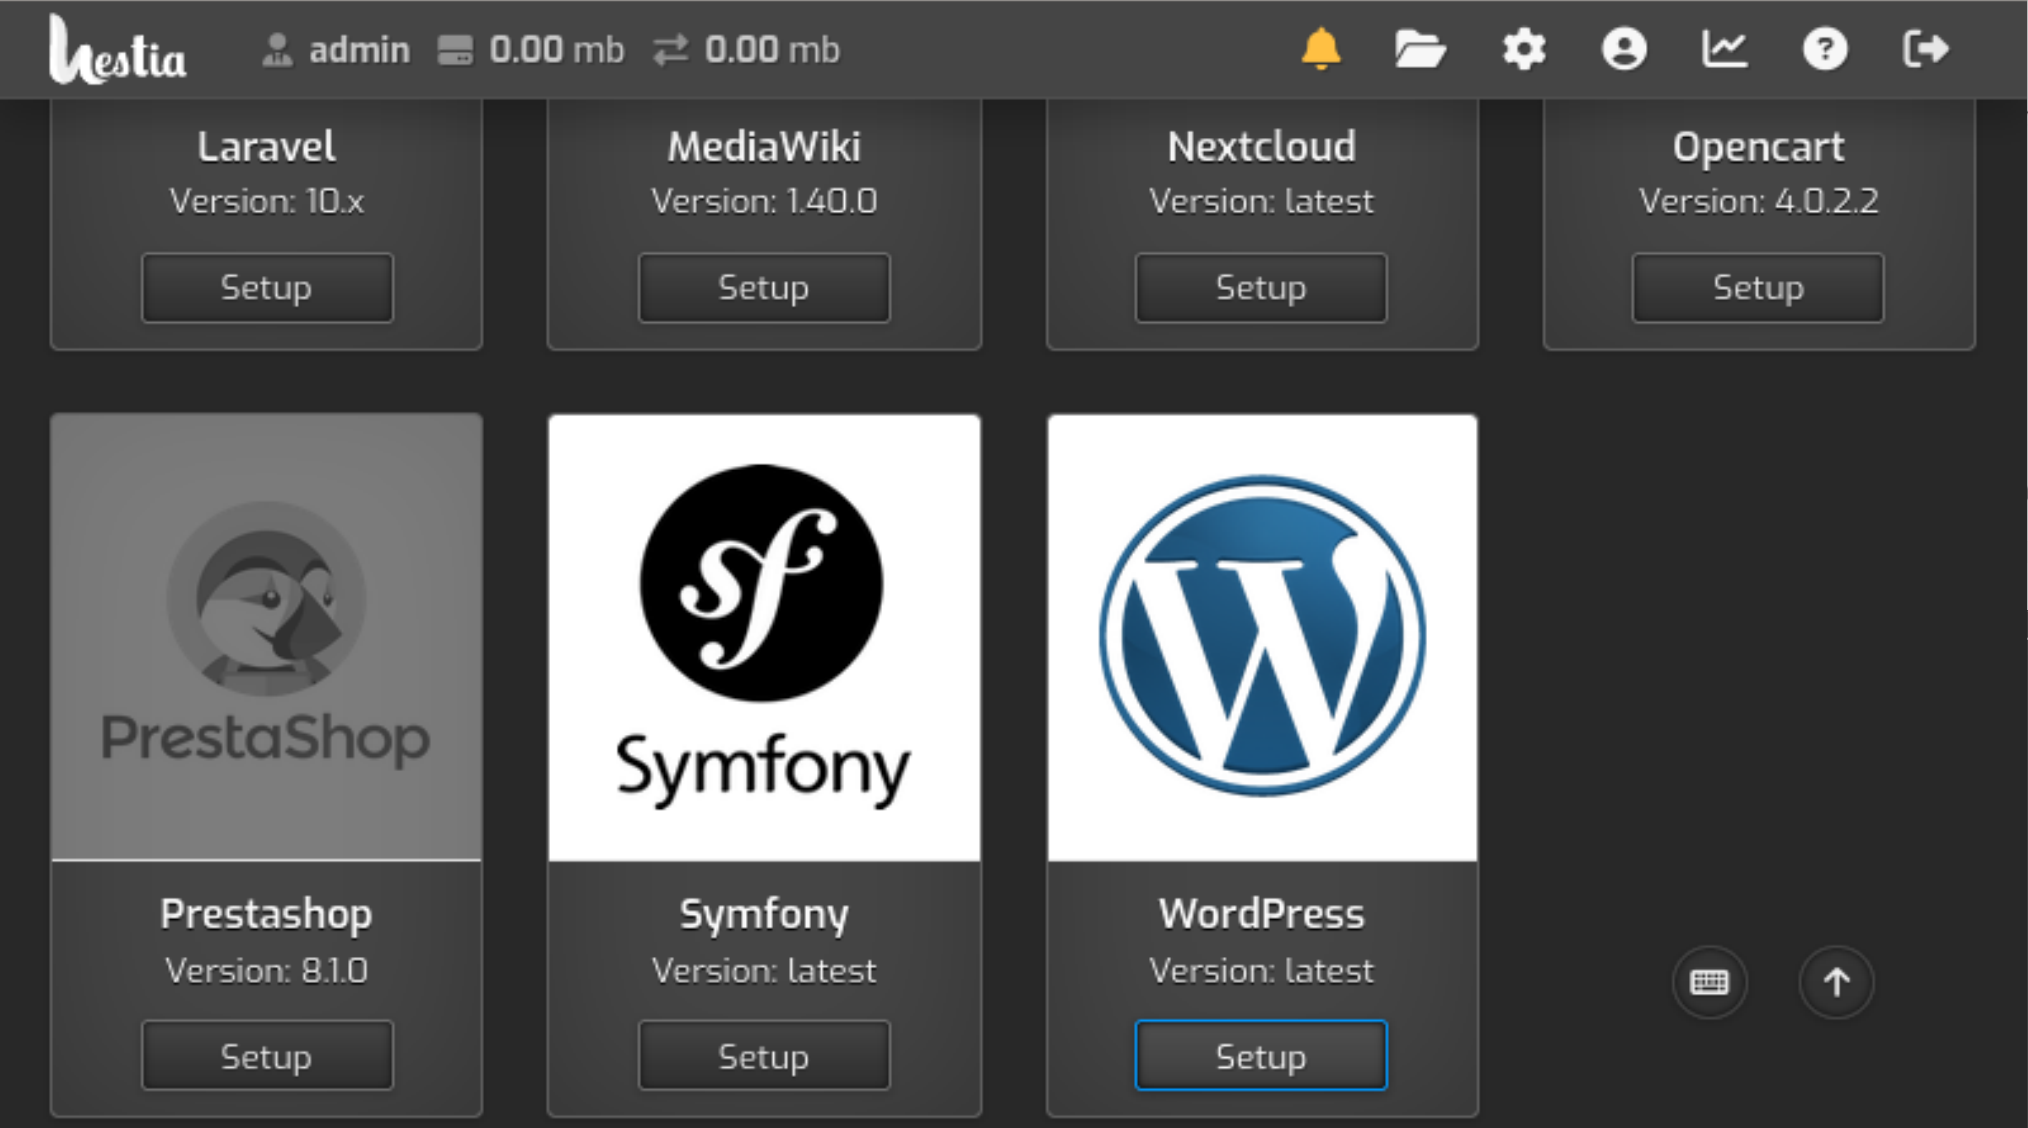 hestia admin 0.00 mb 0.00 mb
Laravel
Version: 10.x
Setup
MediaWiki
Version: 1.40.0
Setup
Nextcloud
Version: latest
Setup
Opencart
Version: 4.0.2.2
Setup
PrestaShop
Prestashop
Version: 8.1.0
Setup
sf
Symfony
Symfony
Version: latest
Setup
W
WordPress
Version: latest
Setup